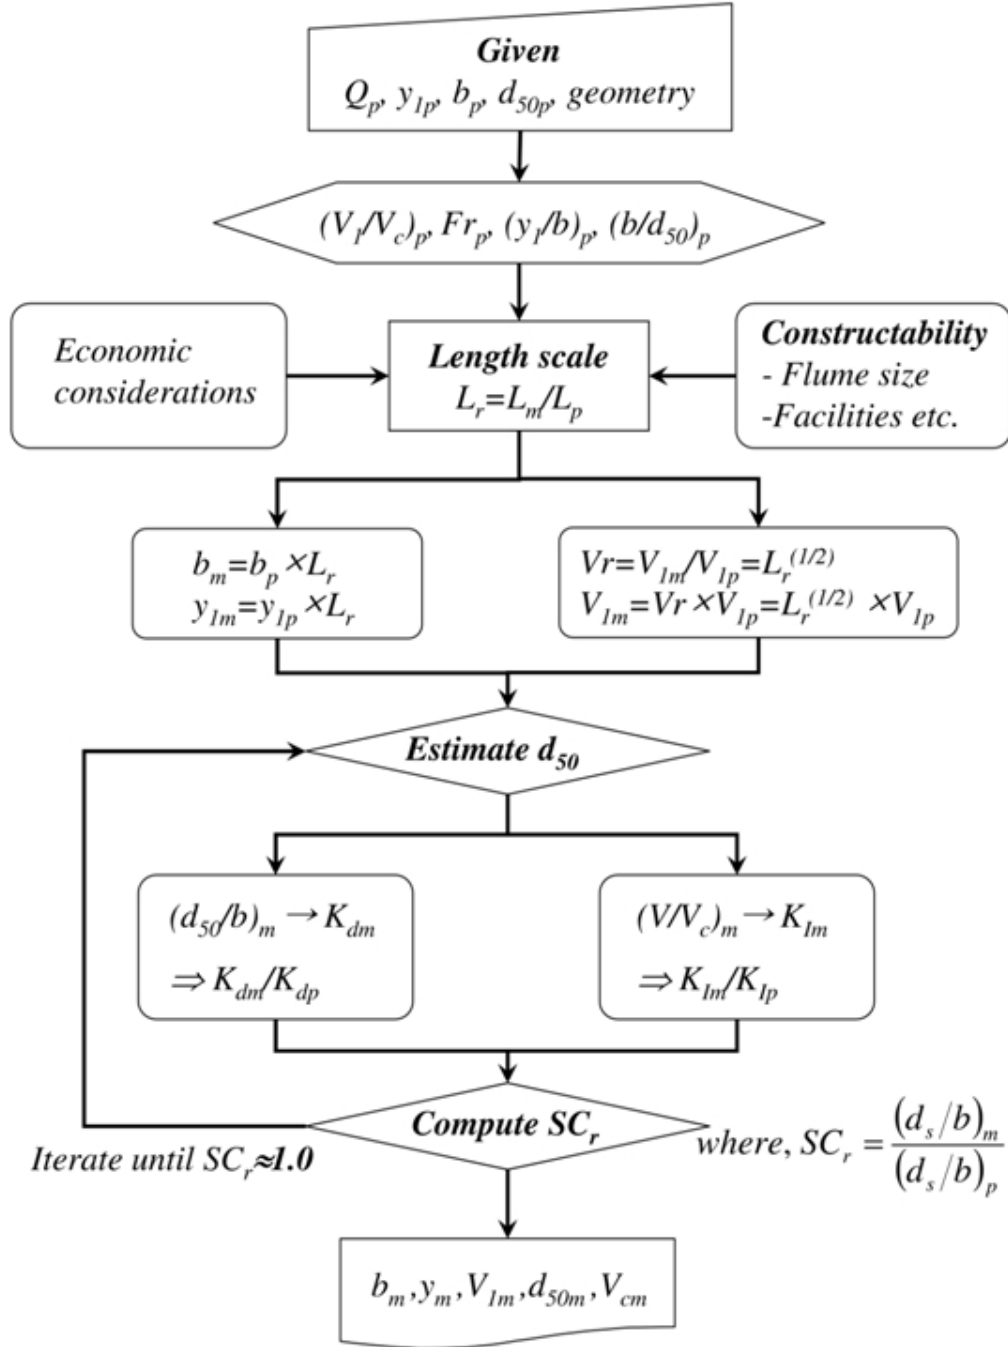 Given
Qp, y1p, bp, d50p, geometry
(V1/Vc)p, Frp, (y1/b)p, (b/d50)p
Economic
considerations
Length scale
Lr=Lm/Lp
Constructability
- Flume size
-Facilities etc.
bm=bp×Lr
y1m=y1p×Lr
Vr=V1m/V1p=Lr(1/2)
V1m=Vr×V1p=Lr(1/2) ×V1p
Estimate d50
(d50/b)m → Kdm
⇒ Kdm/Kdp
(V/Vc)m → KIm
⇒ KIm/KIp
Compute SCr
Iterate until SCr≈1.0
where, SCr = (ds/b)m / (ds/b)p
bm,ym,V1m,d50m,Vcm